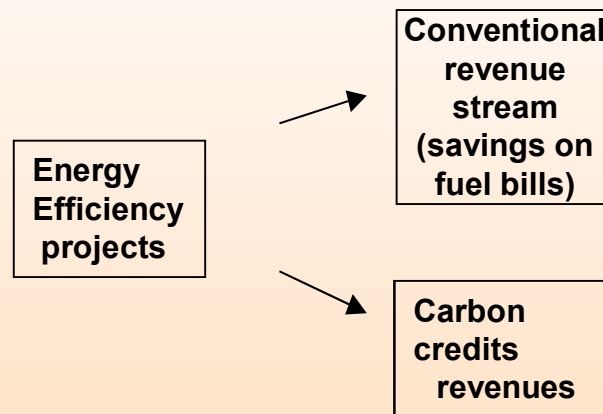 Conventional
revenue
stream
(savings on
fuel bills)
Energy
Efficiency
projects
Carbon
credits
revenues